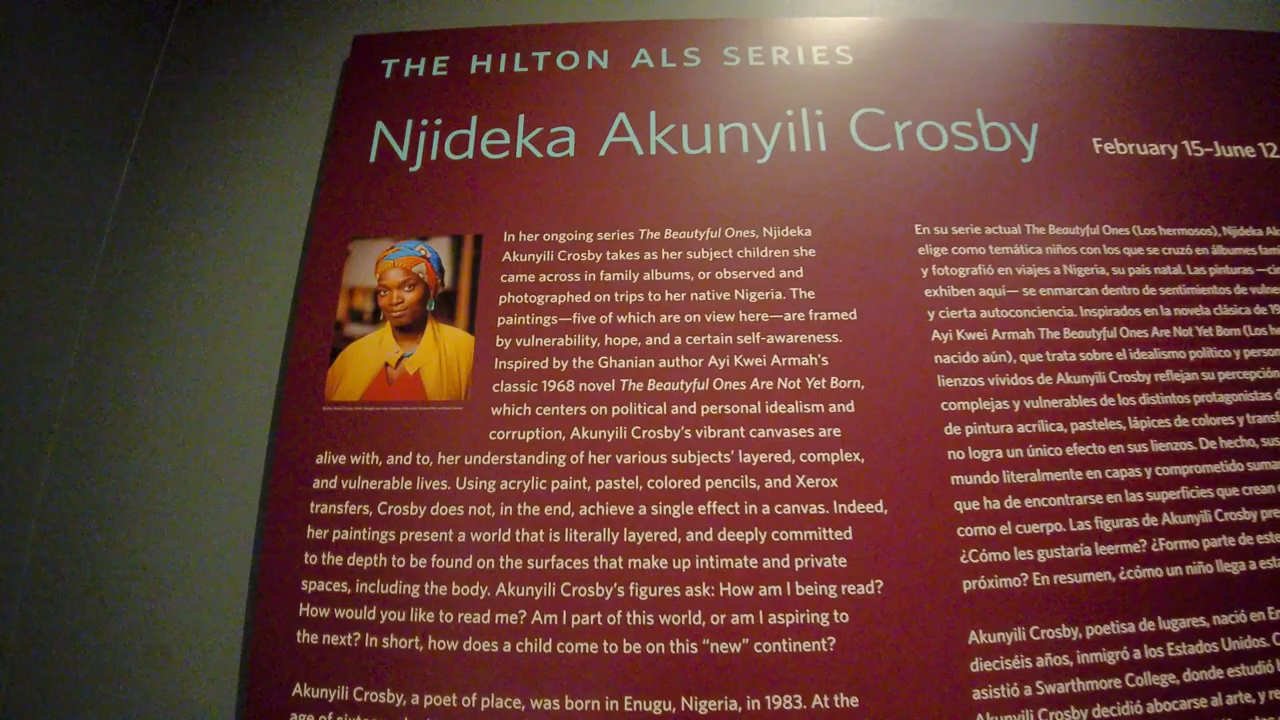 THE HILTON ALS SERIES
Njideka Akunyili Crosby
February 15–June 12
In her ongoing series The Beautyful Ones, Njideka
Akunyili Crosby takes as her subject children she
came across in family albums, or observed and
photographed on trips to her native Nigeria. The
paintings—five of which are on view here—are framed
by vulnerability, hope, and a certain self-awareness.
Inspired by the Ghanian author Ayi Kwei Armah's
classic 1968 novel The Beautyful Ones Are Not Yet Born,
which centers on political and personal idealism and
corruption, Akunyili Crosby's vibrant canvases are
alive with, and to, her understanding of her various subjects' layered, complex,
and vulnerable lives. Using acrylic paint, pastel, colored pencils, and Xerox
transfers, Crosby does not, in the end, achieve a single effect in a canvas. Indeed,
her paintings present a world that is literally layered, and deeply committed
to the depth to be found on the surfaces that make up intimate and private
spaces, including the body. Akunyili Crosby's figures ask: How am I being read?
How would you like to read me? Am I part of this world, or am I aspiring to
the next? In short, how does a child come to be on this “new” continent?
Akunyili Crosby, a poet of place, was born in Enugu, Nigeria, in 1983. At the
age of
En su serie actual The Beautyful Ones (Los hermosos), Njideka
elige como temática niños con los que se cruzó en álbumes
y fotografió en viajes a Nigeria, su país natal. Las pinturas
exhiben aquí— se enmarcan dentro de sentimientos de
y cierta autoconciencia. Inspirados en la novela clásica de
Ayi Kwei Armah The Beautyful Ones Are Not Yet Born (Los
nacido aún), que trata sobre el idealismo político y
lienzos vívidos de Akunyili Crosby reflejan su percepción
complejas y vulnerables de los distintos protagonistas
de pintura acrílica, pasteles, lápices de colores y
no logra un único efecto en sus lienzos. De hecho, sus
mundo literalmente en capas y comprometido
que ha de encontrarse en las superficies que crean
como el cuerpo. Las figuras de Akunyili Crosby
¿Cómo les gustaría leerme? ¿Formo parte de este
próximo? En resumen, ¿cómo un niño llega a
Akunyili Crosby, poetisa de lugares, nació en
dieciséis años, inmigró a los Estados Unidos.
asistió a Swarthmore College, donde estudió
Akunyili Crosby decidió abocarse al arte, y